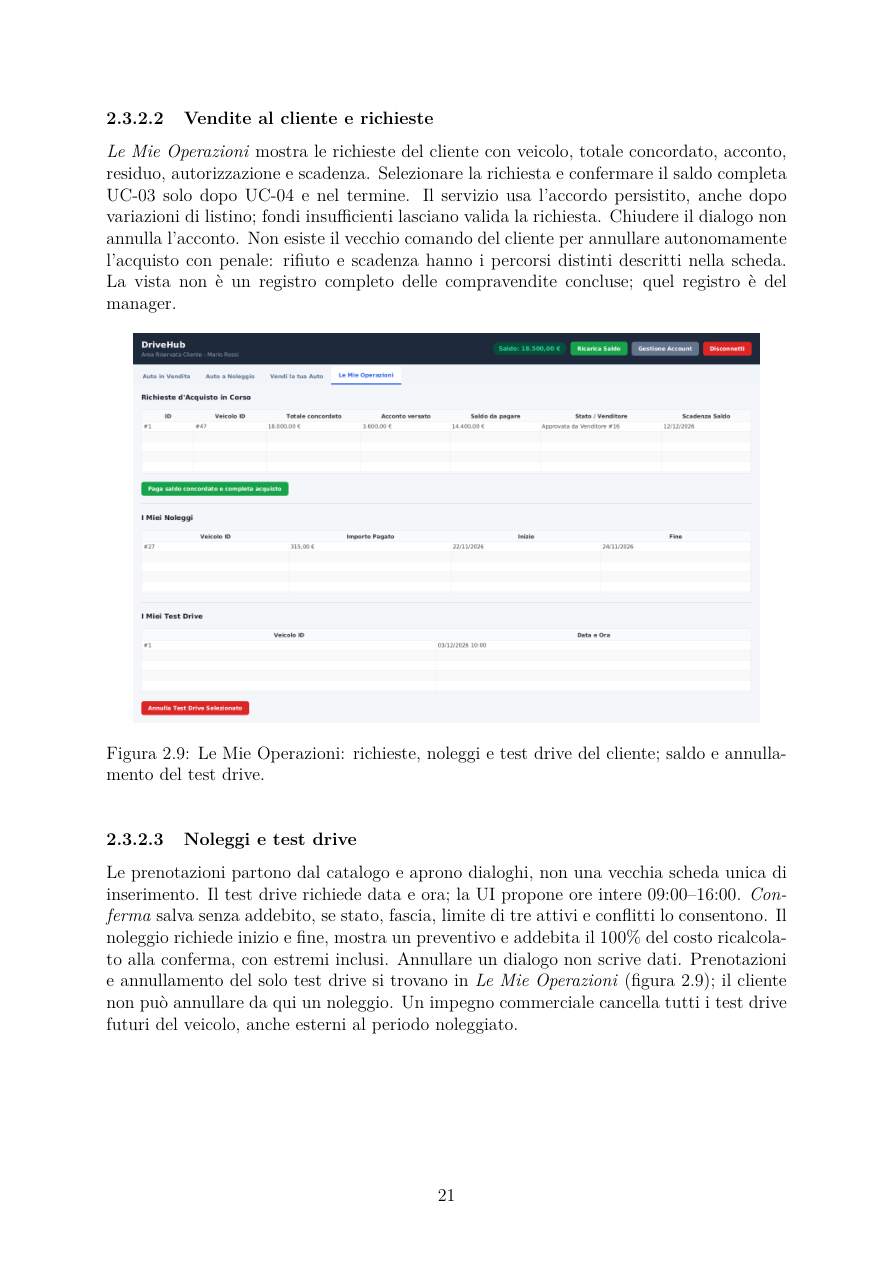 2.3.2.2 Vendite al cliente e richieste
Le Mie Operazioni mostra le richieste del cliente con veicolo, totale concordato, acconto,
residuo, autorizzazione e scadenza. Selezionare la richiesta e confermare il saldo completa
UC-03 solo dopo UC-04 e nel termine. Il servizio usa l'accordo persistito, anche dopo
variazioni di listino; fondi insufficienti lasciano valida la richiesta. Chiudere il dialogo non
annulla l'acconto. Non esiste il vecchio comando del cliente per annullare autonomamente
l'acquisto con penale: rifiuto e scadenza hanno i percorsi distinti descritti nella scheda.
La vista non è un registro completo delle compravendite concluse; quel registro è del
manager.
DriveHub
Area Riservata Cliente - Mario Rossi
Saldo: 18.500,00 € Ricarica Saldo Gestione Account Disconnetti
Auto in Vendita Auto a Noleggio Vendi la tua Auto Le Mie Operazioni
Richieste d'Acquisto in Corso
ID Veicolo ID Totale concordato Acconto versato Saldo da pagare Stato / Venditore Scadenza Saldo
#1 #47 18.000,00 € 3.600,00 € 14.400,00 € Approvata da Venditore #16 12/12/2026
Paga saldo concordato e completa acquisto
I Miei Noleggi
Veicolo ID Importo Pagato Inizio Fine
#27 315,00 € 22/11/2026 24/11/2026
I Miei Test Drive
Veicolo ID Data e Ora
#1 03/12/2026 10:00
Annulla Test Drive Selezionato
Figura 2.9: Le Mie Operazioni: richieste, noleggi e test drive del cliente; saldo e annulla-
mento del test drive.
2.3.2.3 Noleggi e test drive
Le prenotazioni partono dal catalogo e aprono dialoghi, non una vecchia scheda unica di
inserimento. Il test drive richiede data e ora; la UI propone ore intere 09:00–16:00. Con-
ferma salva senza addebito, se stato, fascia, limite di tre attivi e conflitti lo consentono. Il
noleggio richiede inizio e fine, mostra un preventivo e addebita il 100% del costo ricalcola-
to alla conferma, con estremi inclusi. Annullare un dialogo non scrive dati. Prenotazioni
e annullamento del solo test drive si trovano in Le Mie Operazioni (figura 2.9); il cliente
non può annullare da qui un noleggio. Un impegno commerciale cancella tutti i test drive
futuri del veicolo, anche esterni al periodo noleggiato.
21